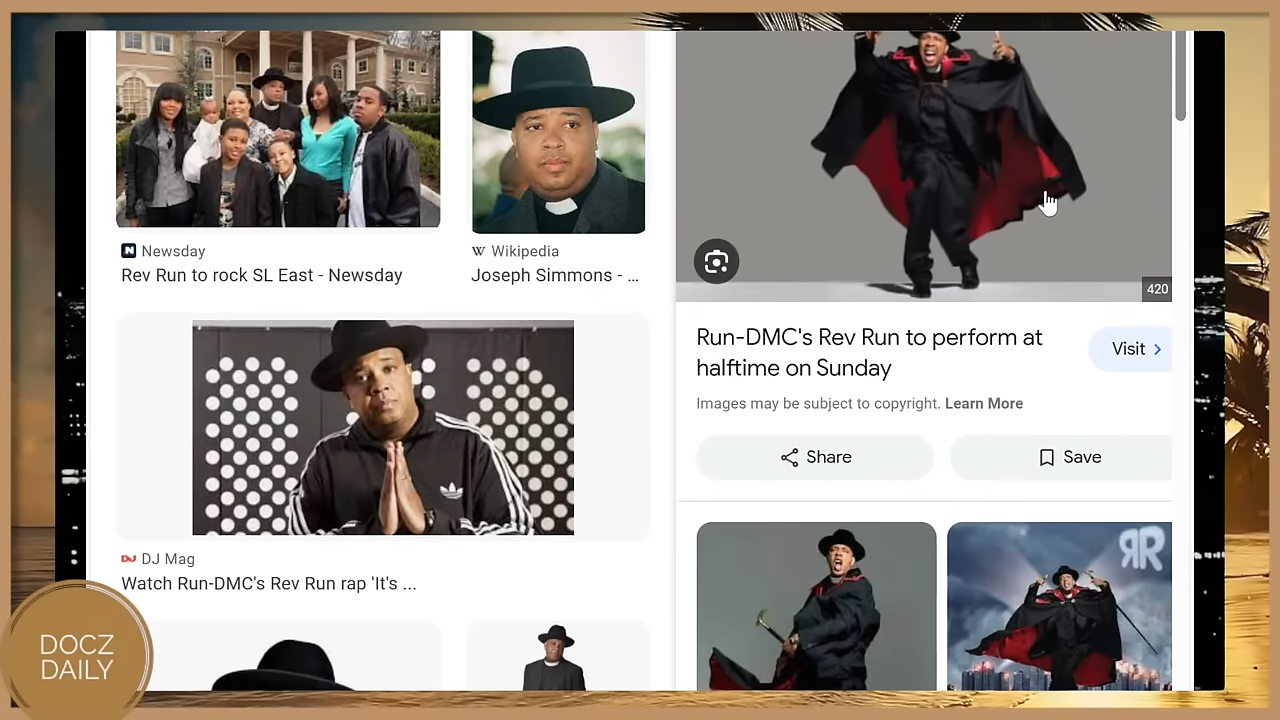 N Newsday
Rev Run to rock SL East - Newsday
W Wikipedia
Joseph Simmons - ...
DJ DJ Mag
Watch Run-DMC's Rev Run rap 'It's ...
420
Run-DMC's Rev Run to perform at
halftime on Sunday
Visit
Images may be subject to copyright. Learn More
Share
Save
RR
DOCZ
DAILY